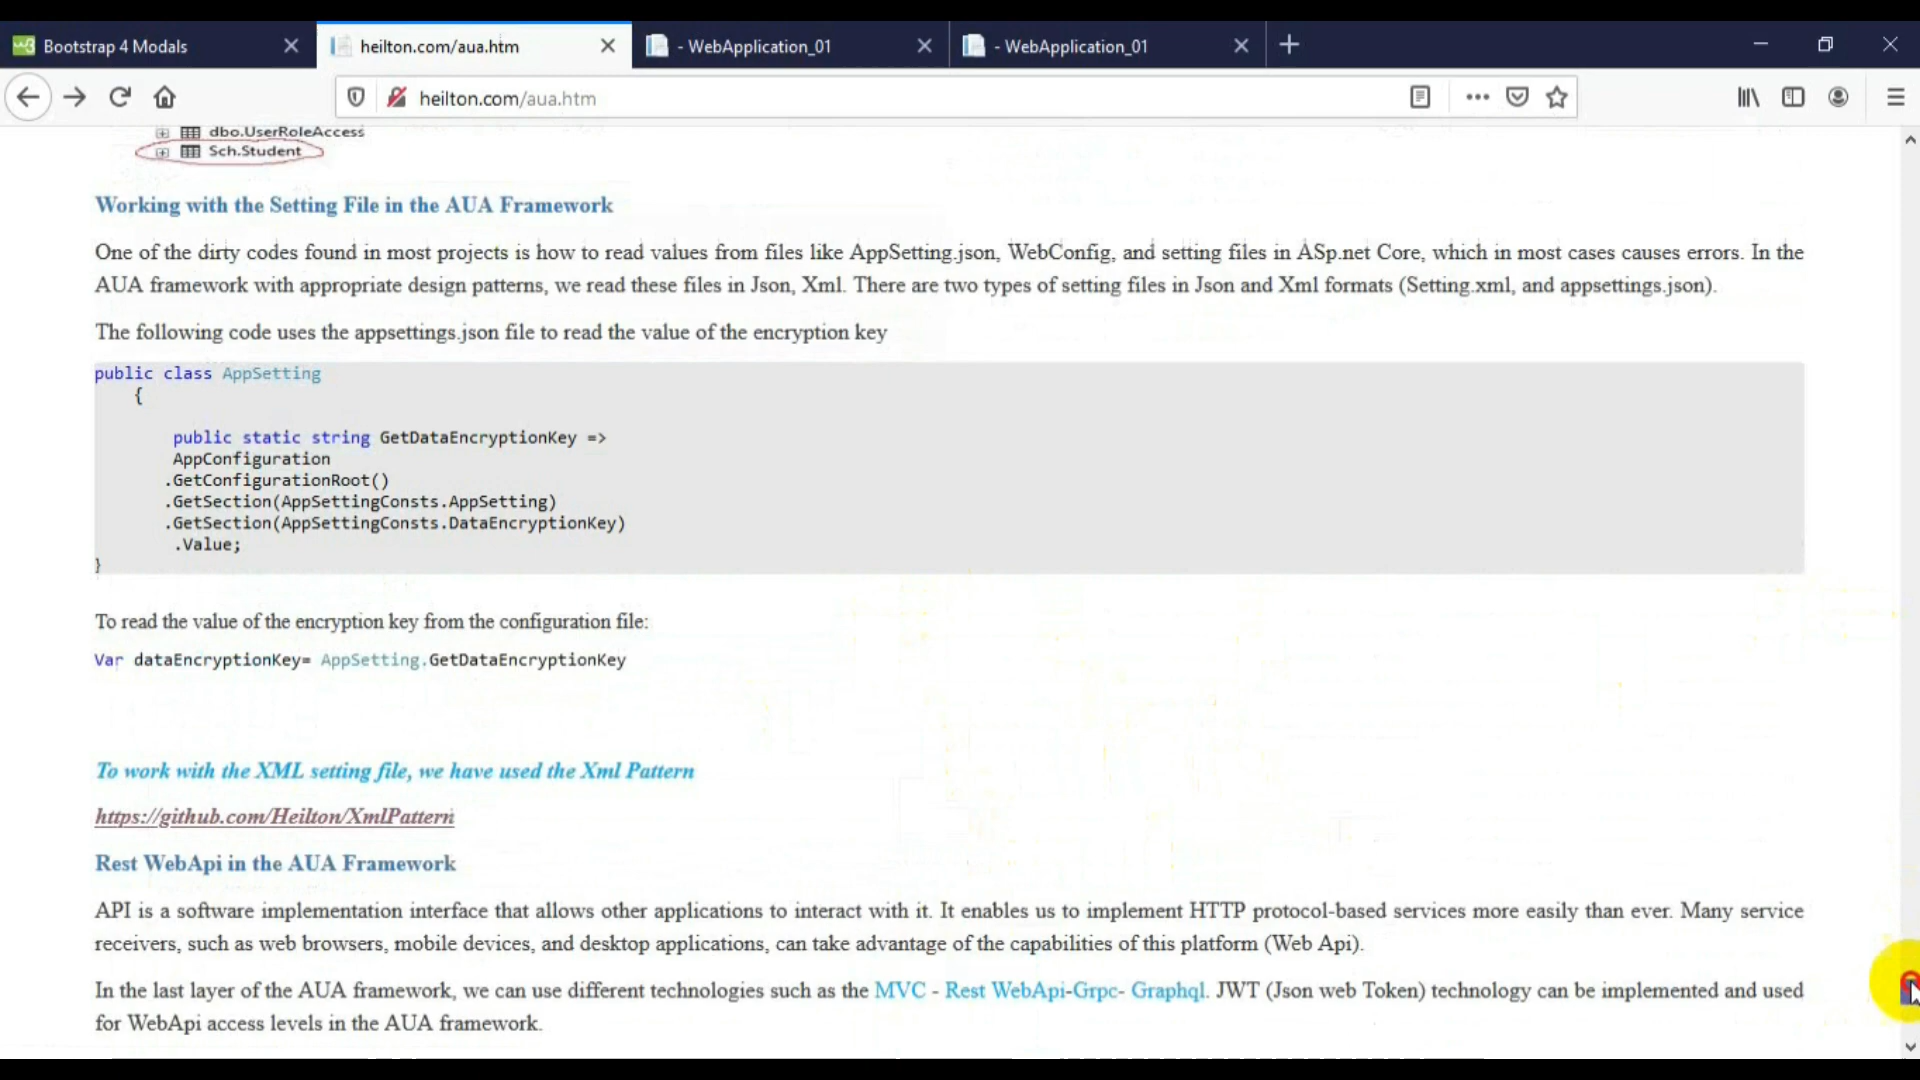 Bootstrap 4 Modals
heilton.com/aua.htm
- WebApplication_01
- WebApplication_01
heilton.com/aua.htm
dbo.UserRoleAccess
Sch.Student
Working with the Setting File in the AUA Framework
One of the dirty codes found in most projects is how to read values from files like AppSetting.json, WebConfig, and setting files in ASp.net Core, which in most cases causes errors. In the
AUA framework with appropriate design patterns, we read these files in Json, Xml. There are two types of setting files in Json and Xml formats (Setting.xml, and appsettings.json).
The following code uses the appsettings.json file to read the value of the encryption key
public class AppSetting
{
public static string GetDataEncryptionKey =>
AppConfiguration
.GetConfigurationRoot()
.GetSection(AppSettingConsts.AppSetting)
.GetSection(AppSettingConsts.DataEncryptionKey)
.Value;
}
To read the value of the encryption key from the configuration file:
Var dataEncryptionKey= AppSetting.GetDataEncryptionKey
To work with the XML setting file, we have used the Xml Pattern
https://github.com/Heilton/XmlPattern
Rest WebApi in the AUA Framework
API is a software implementation interface that allows other applications to interact with it. It enables us to implement HTTP protocol-based services more easily than ever. Many service
receivers, such as web browsers, mobile devices, and desktop applications, can take advantage of the capabilities of this platform (Web Api).
In the last layer of the AUA framework, we can use different technologies such as the MVC - Rest WebApi-Grpc- Graphql. JWT (Json web Token) technology can be implemented and used
for WebApi access levels in the AUA framework.